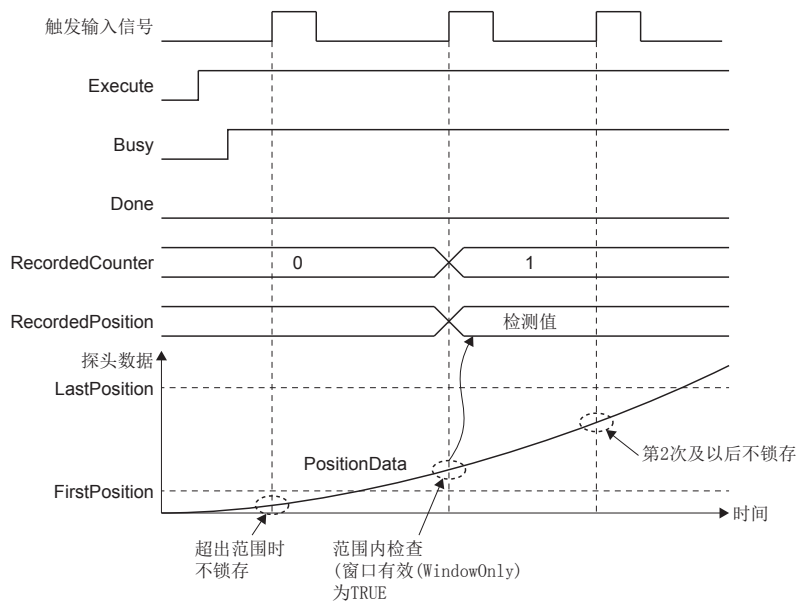 触发输入信号
Execute
Busy
Done
RecordedCounter
0
1
RecordedPosition
检测值
探头数据
LastPosition
第2次及以后不锁存
PositionData
FirstPosition
时间
超出范围时
不锁存
范围内检查
(窗口有效(WindowOnly)
为TRUE